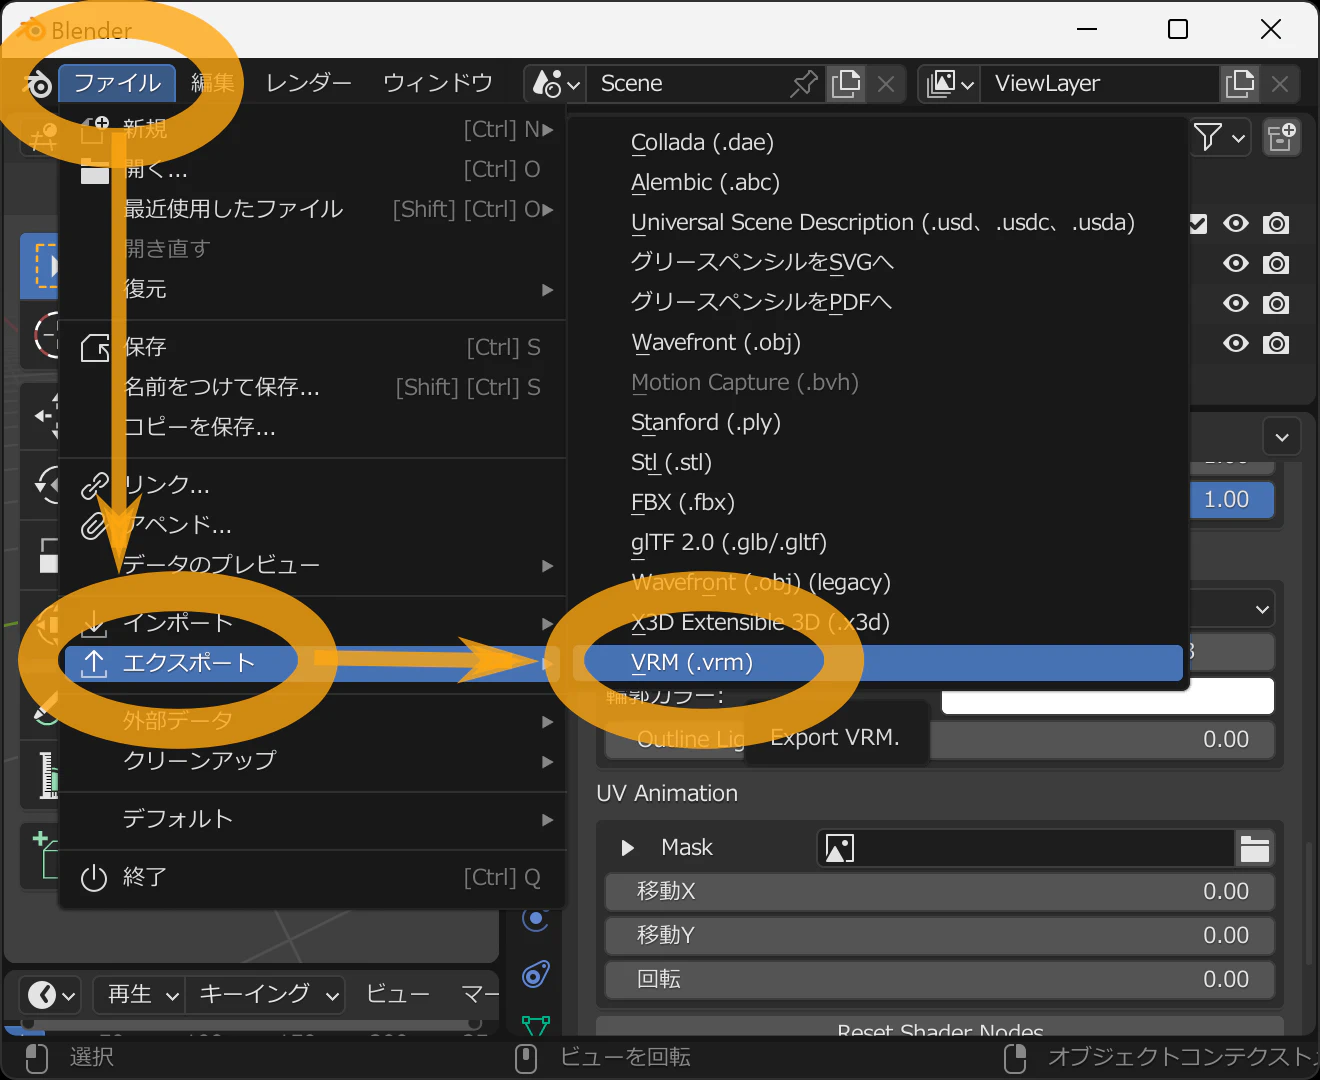 Blender
ファイル 編集 レンダー ウィンドウ Scene ViewLayer
新規 [Ctrl] N
開く... [Ctrl] O
最近使用したファイル [Shift] [Ctrl] O
開き直す
復元
保存 [Ctrl] S
名前をつけて保存... [Shift] [Ctrl] S
コピーを保存...
リンク...
アペンド...
データのプレビュー
インポート
エクスポート
外部データ
クリーンアップ
デフォルト
終了 [Ctrl] Q
Collada (.dae)
Alembic (.abc)
Universal Scene Description (.usd、.usdc、.usda)
グリースペンシルをSVGへ
グリースペンシルをPDFへ
Wavefront (.obj)
Motion Capture (.bvh)
Stanford (.ply)
Stl (.stl)
FBX (.fbx)
glTF 2.0 (.glb/.gltf)
Wavefront (.obj) (legacy)
X3D Extensible 3D (.x3d)
VRM (.vrm)
1.00
輪郭カラー:
Outline Lig 0.00
Export VRM.
UV Animation
Mask
移動X 0.00
移動Y 0.00
回転 0.00
Reset Shader Nodes
再生 キーイング ビュー マー
選択 ビューを回転 オブジェクトコンテクスト